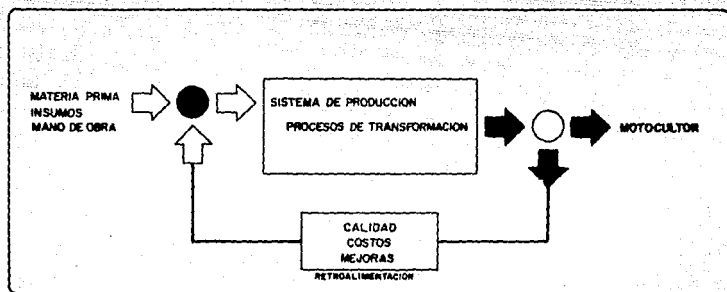 MATERIA PRIMA
INSUMOS
MANO DE OBRA
SISTEMA DE PRODUCCION
PROCESOS DE TRANSFORMACION
MOTOCULTOR
CALIDAD
COSTOS
MEJORAS
RETROALIMENTACION